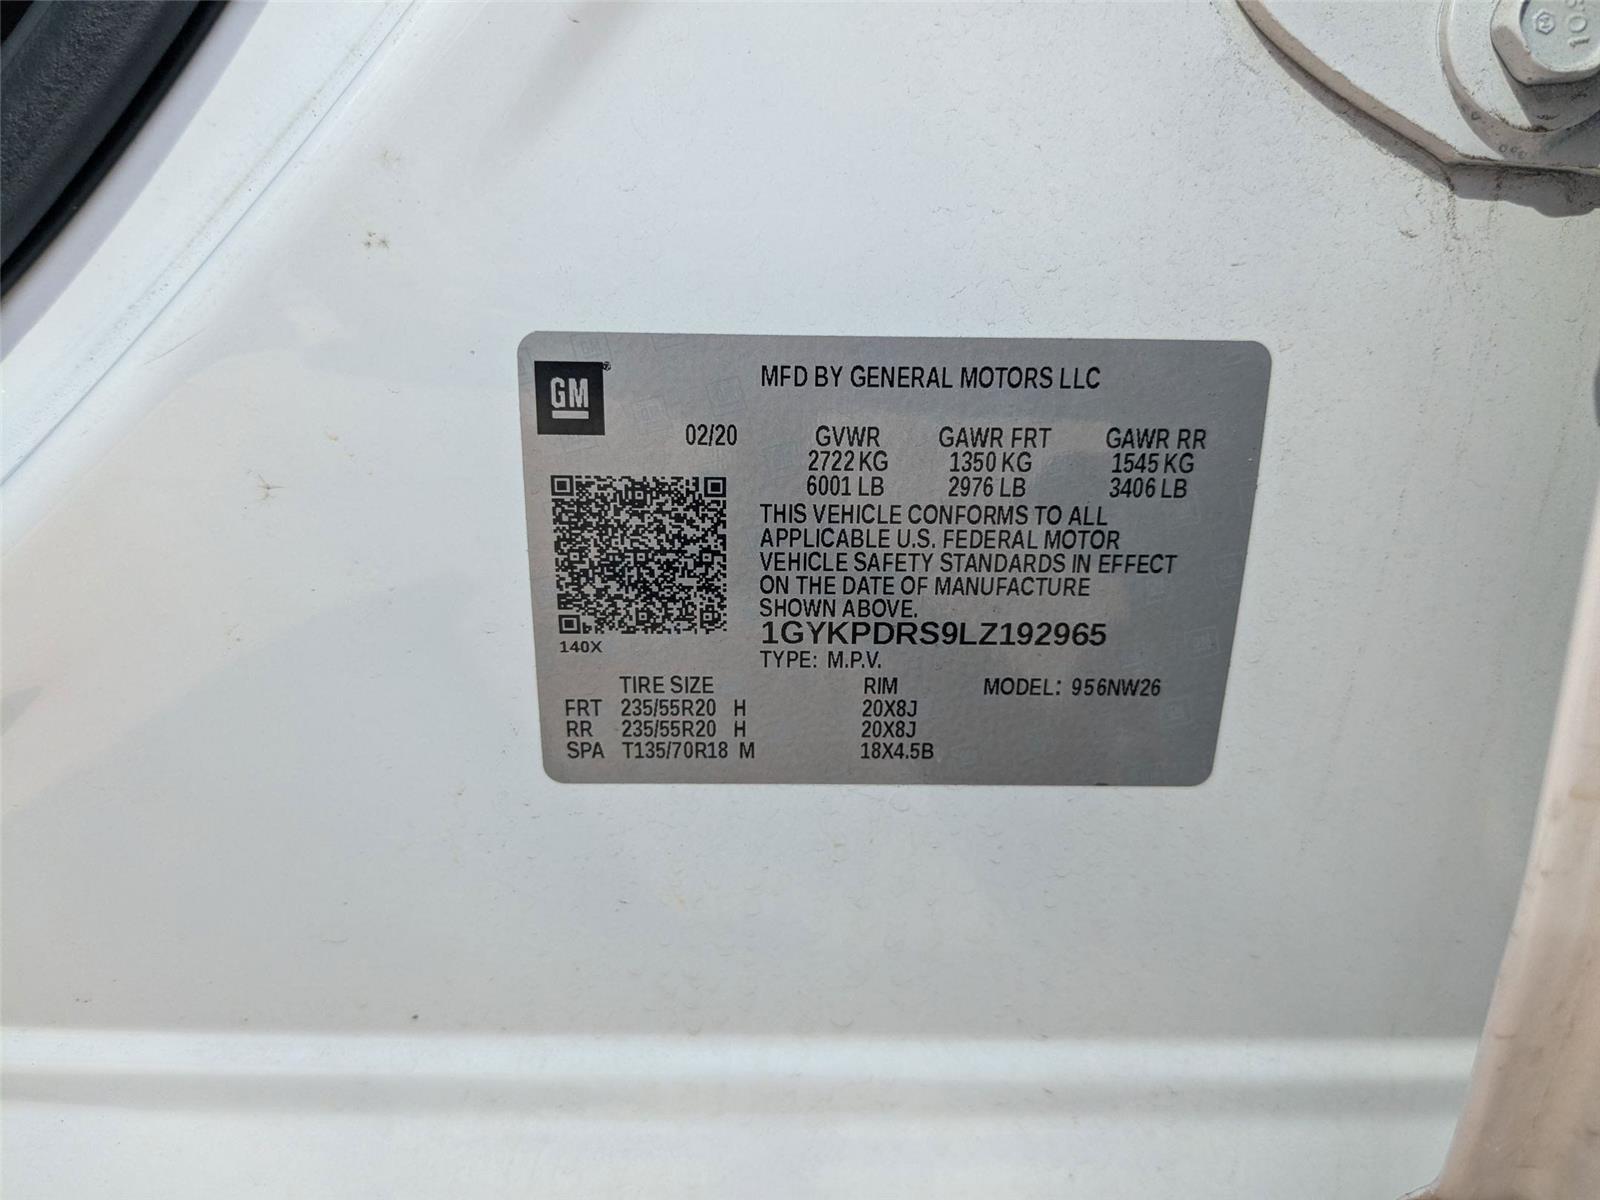 GM
MFD BY GENERAL MOTORS LLC
02/20 GVWR GAWR FRT GAWR RR
2722 KG 1350 KG 1545 KG
6001 LB 2976 LB 3406 LB
THIS VEHICLE CONFORMS TO ALL
APPLICABLE U.S. FEDERAL MOTOR
VEHICLE SAFETY STANDARDS IN EFFECT
ON THE DATE OF MANUFACTURE
SHOWN ABOVE.
1GYKPDRS9LZ192965
140X
TYPE: M.P.V.
TIRE SIZE RIM MODEL: 956NW26
FRT 235/55R20 H 20X8J
RR 235/55R20 H 20X8J
SPA T135/70R18 M 18X4.5B